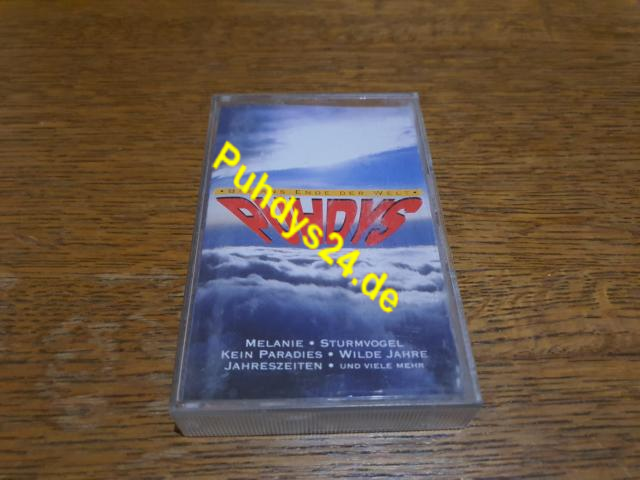 Puhdys24.de
ENDE DER WELT •
PUHDYS
MELANIE • STURMVOGEL
KEIN PARADIES • WILDE JAHRE
JAHRESZEITEN • UND VIELE MEHR